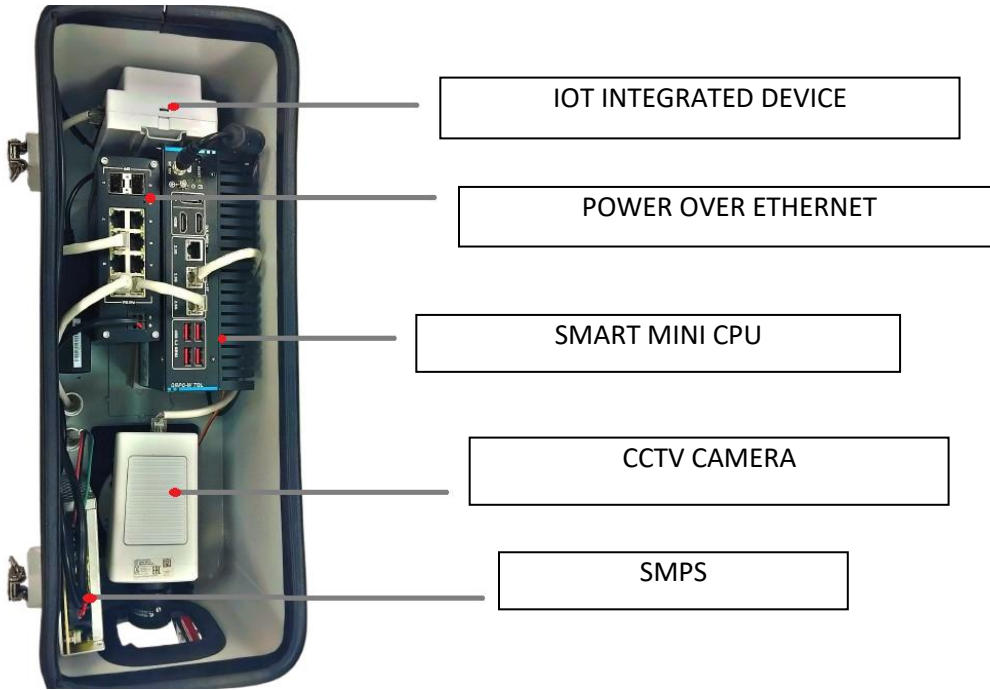 IOT INTEGRATED DEVICE
POWER OVER ETHERNET
SMART MINI CPU
CCTV CAMERA
SMPS